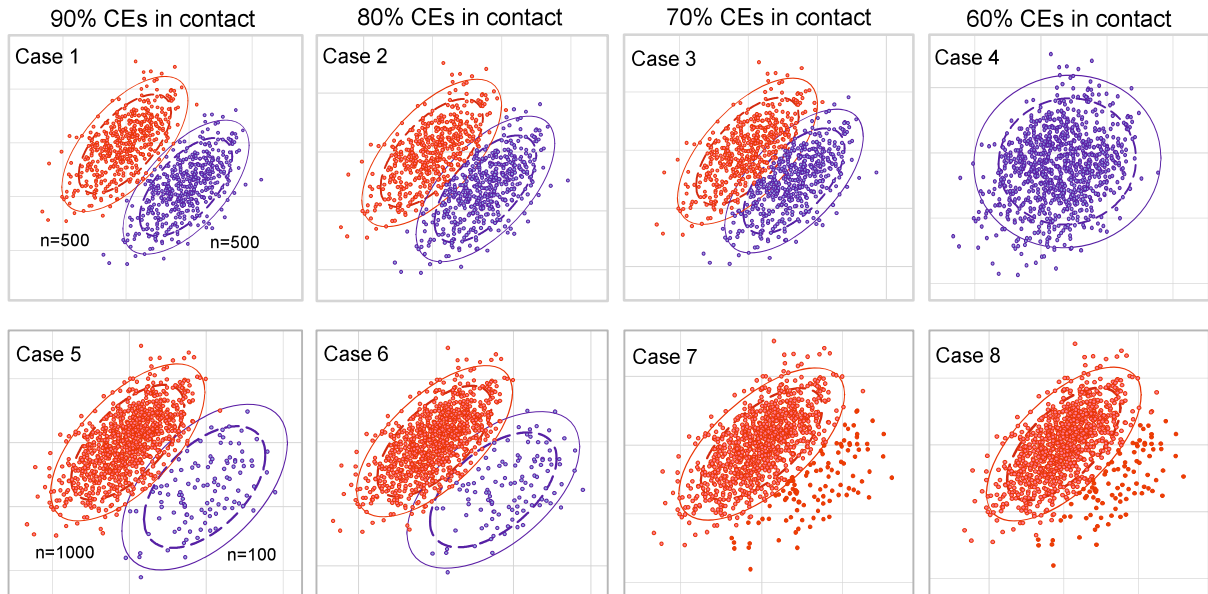 90% CEs in contact
80% CEs in contact
70% CEs in contact
60% CEs in contact
Case 1
Case 2
Case 3
Case 4
n=500
n=500
Case 5
Case 6
Case 7
Case 8
n=1000
n=100